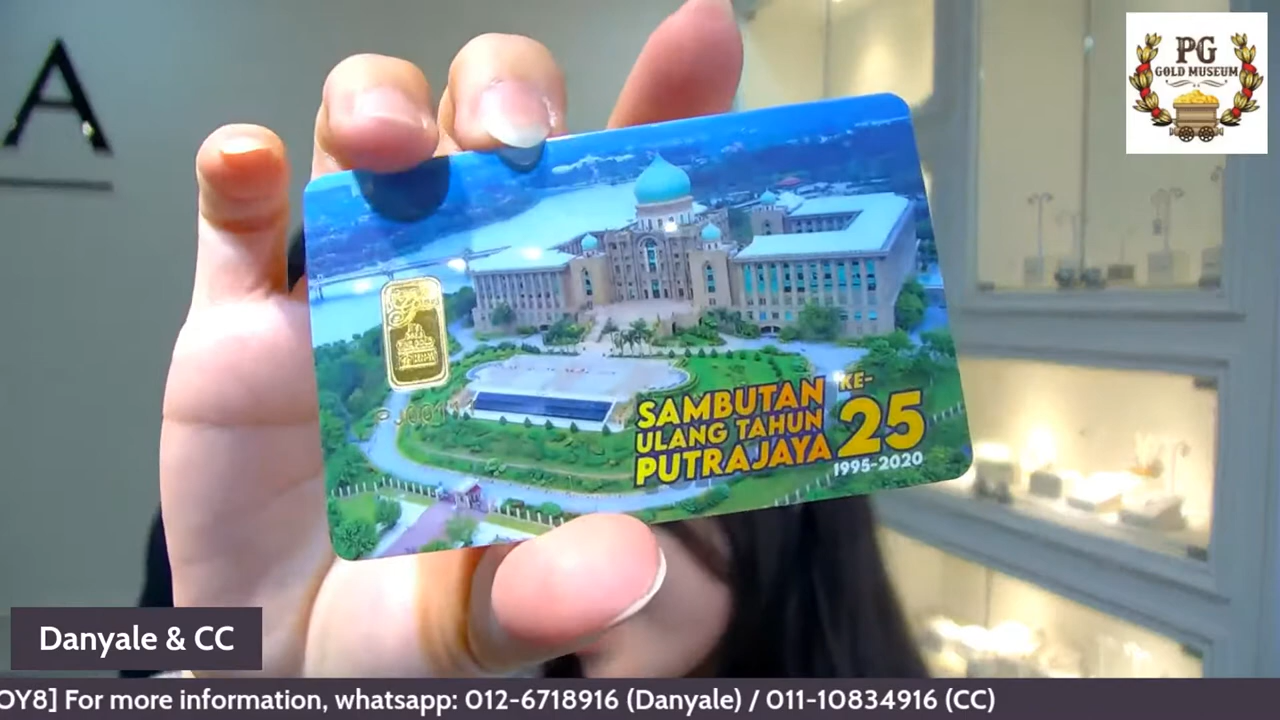 A
PG
GOLD MUSEUM
SAMBUTAN KE-
ULANG TAHUN 25
PUTRAJAYA
1995-2020
Danyale & CC
OY8] For more information, whatsapp: 012-6718916 (Danyale) / 011-10834916 (CC)